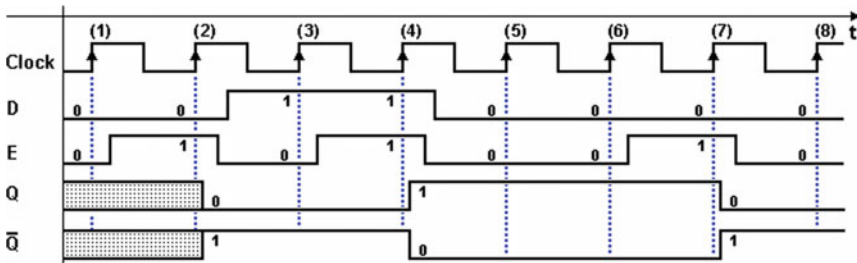 (1) (2) (3) (4) (5) (6) (7) (8) t
Clock
D 0 0 1 1 0 0 0 0
E 0 1 0 1 0 0 1 0
Q 0 1 0
Q̅ 1 0 1